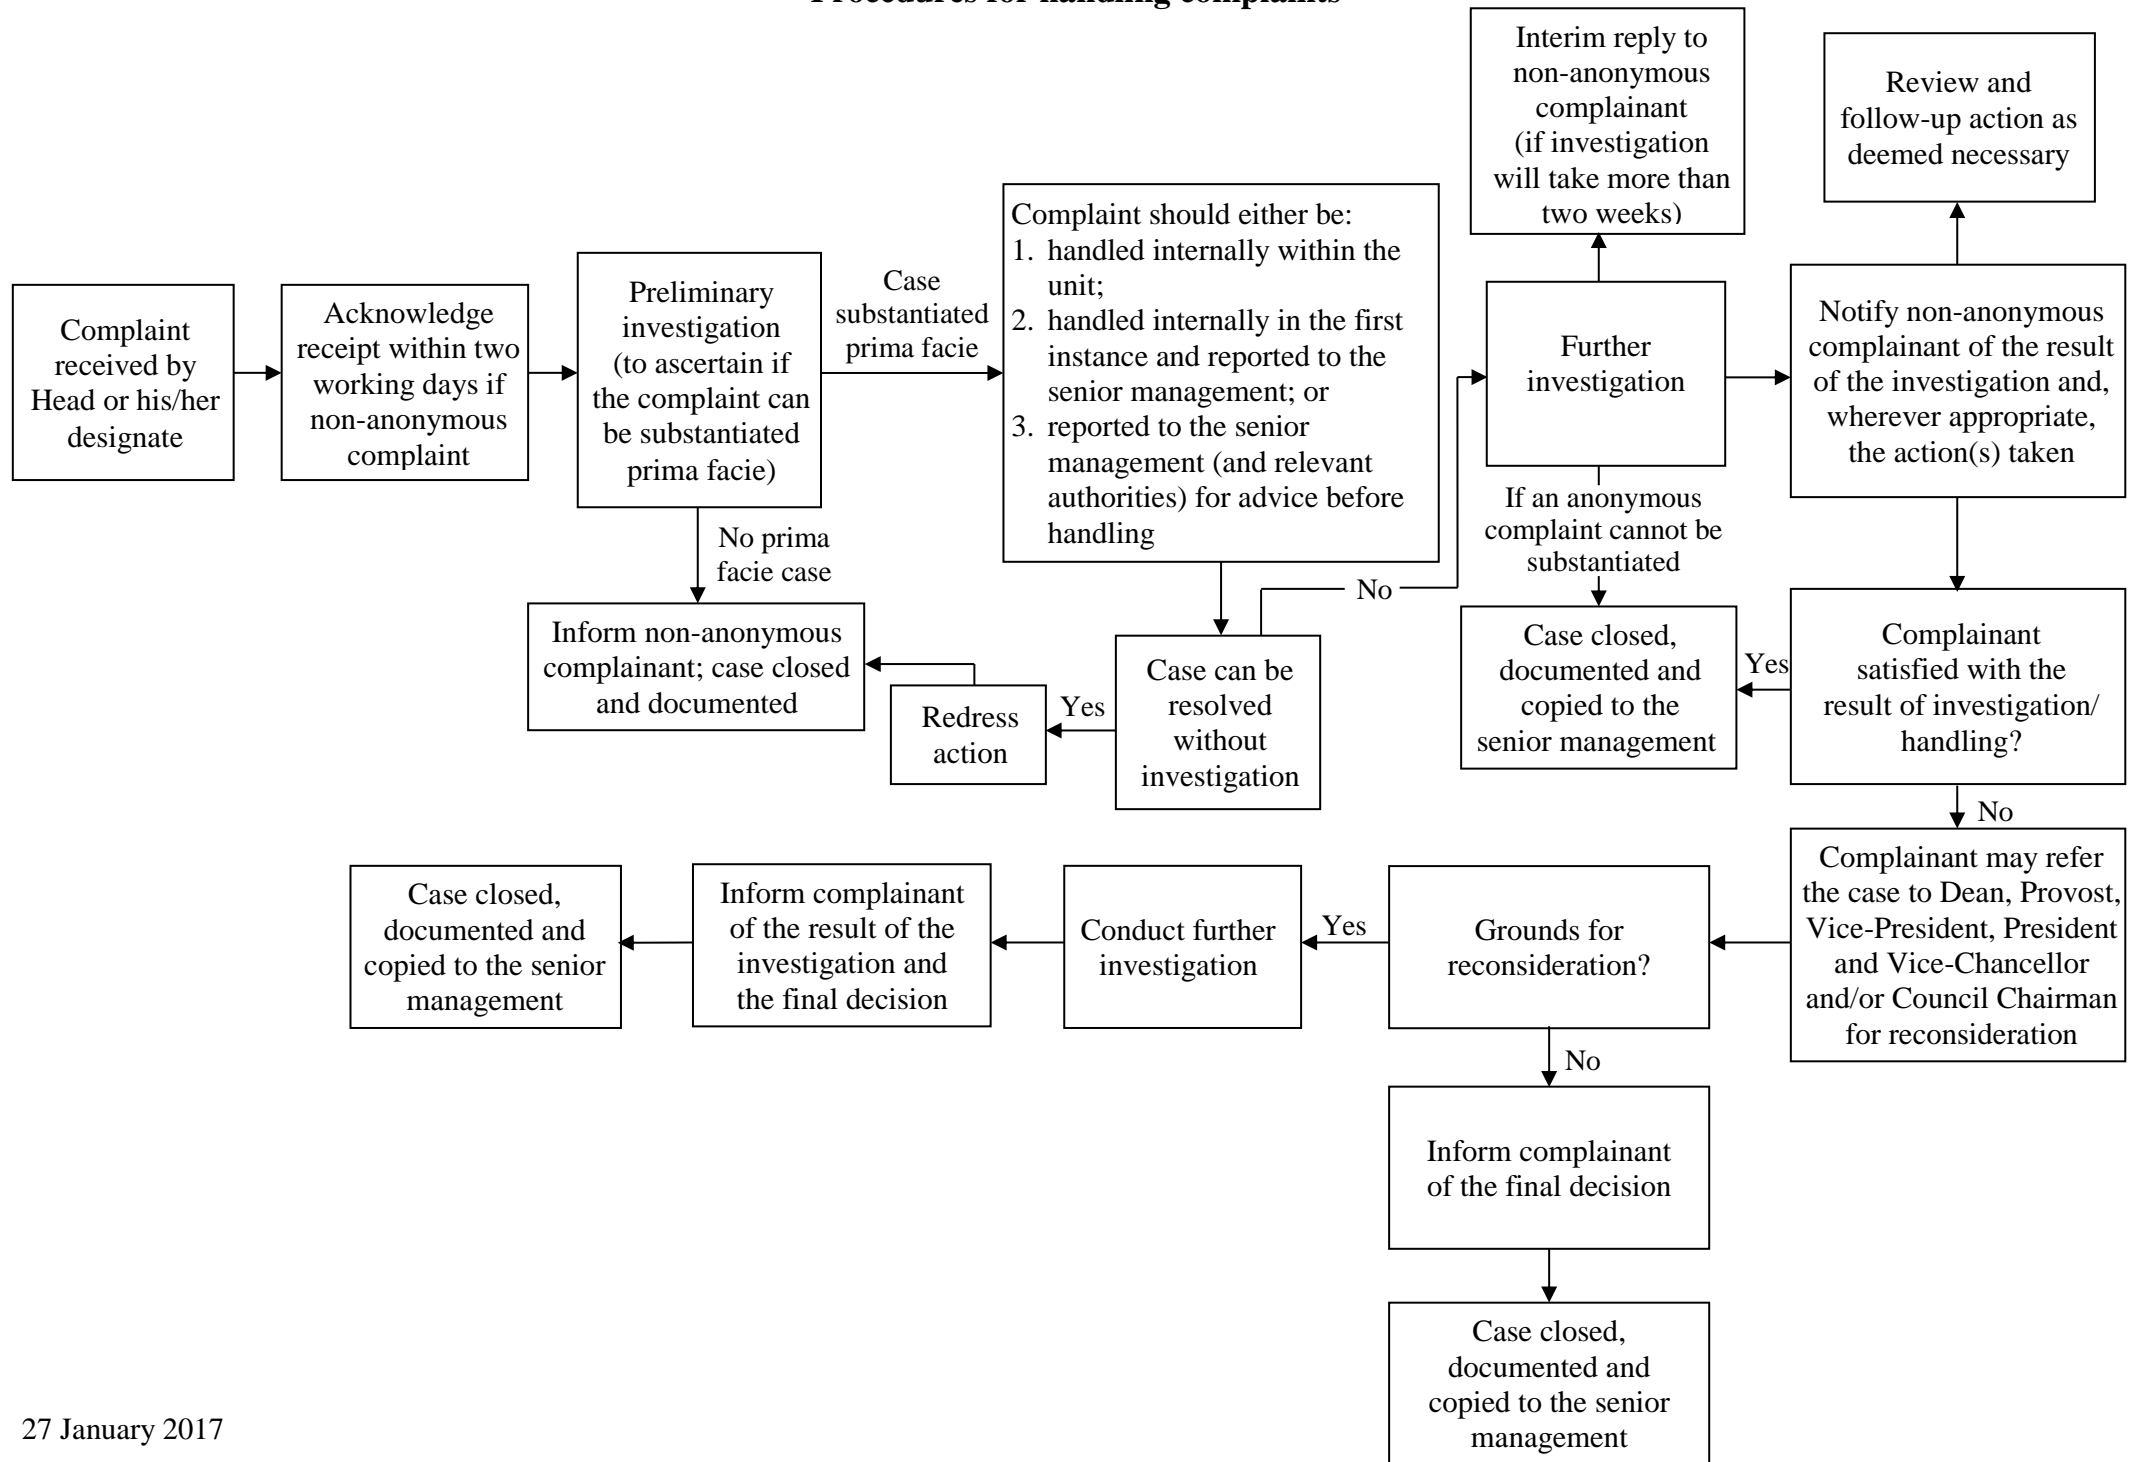 Procedures for handling complaints
Complaint
received by
Head or his/her
designate
Acknowledge
receipt within two
working days if
non-anonymous
complaint
Preliminary
investigation
(to ascertain if
the complaint can
be substantiated
prima facie)
Case
substantiated
prima facie
No prima
facie case
Inform non-anonymous
complainant; case closed
and documented
Complaint should either be:
1. handled internally within the
unit;
2. handled internally in the first
instance and reported to the
senior management; or
3. reported to the senior
management (and relevant
authorities) for advice before
handling
Case can be
resolved
without
investigation
Yes
Redress
action
No
Further
investigation
Interim reply to
non-anonymous
complainant
(if investigation
will take more than
two weeks)
If an anonymous
complaint cannot be
substantiated
Case closed,
documented and
copied to the
senior management
Notify non-anonymous
complainant of the result
of the investigation and,
wherever appropriate,
the action(s) taken
Review and
follow-up action as
deemed necessary
Complainant
satisfied with the
result of investigation/
handling?
Yes
No
Complainant may refer
the case to Dean, Provost,
Vice-President, President
and Vice-Chancellor
and/or Council Chairman
for reconsideration
Grounds for
reconsideration?
Yes
Conduct further
investigation
Inform complainant
of the result of the
investigation and
the final decision
Case closed,
documented and
copied to the senior
management
No
Inform complainant
of the final decision
Case closed,
documented and
copied to the senior
management
27 January 2017